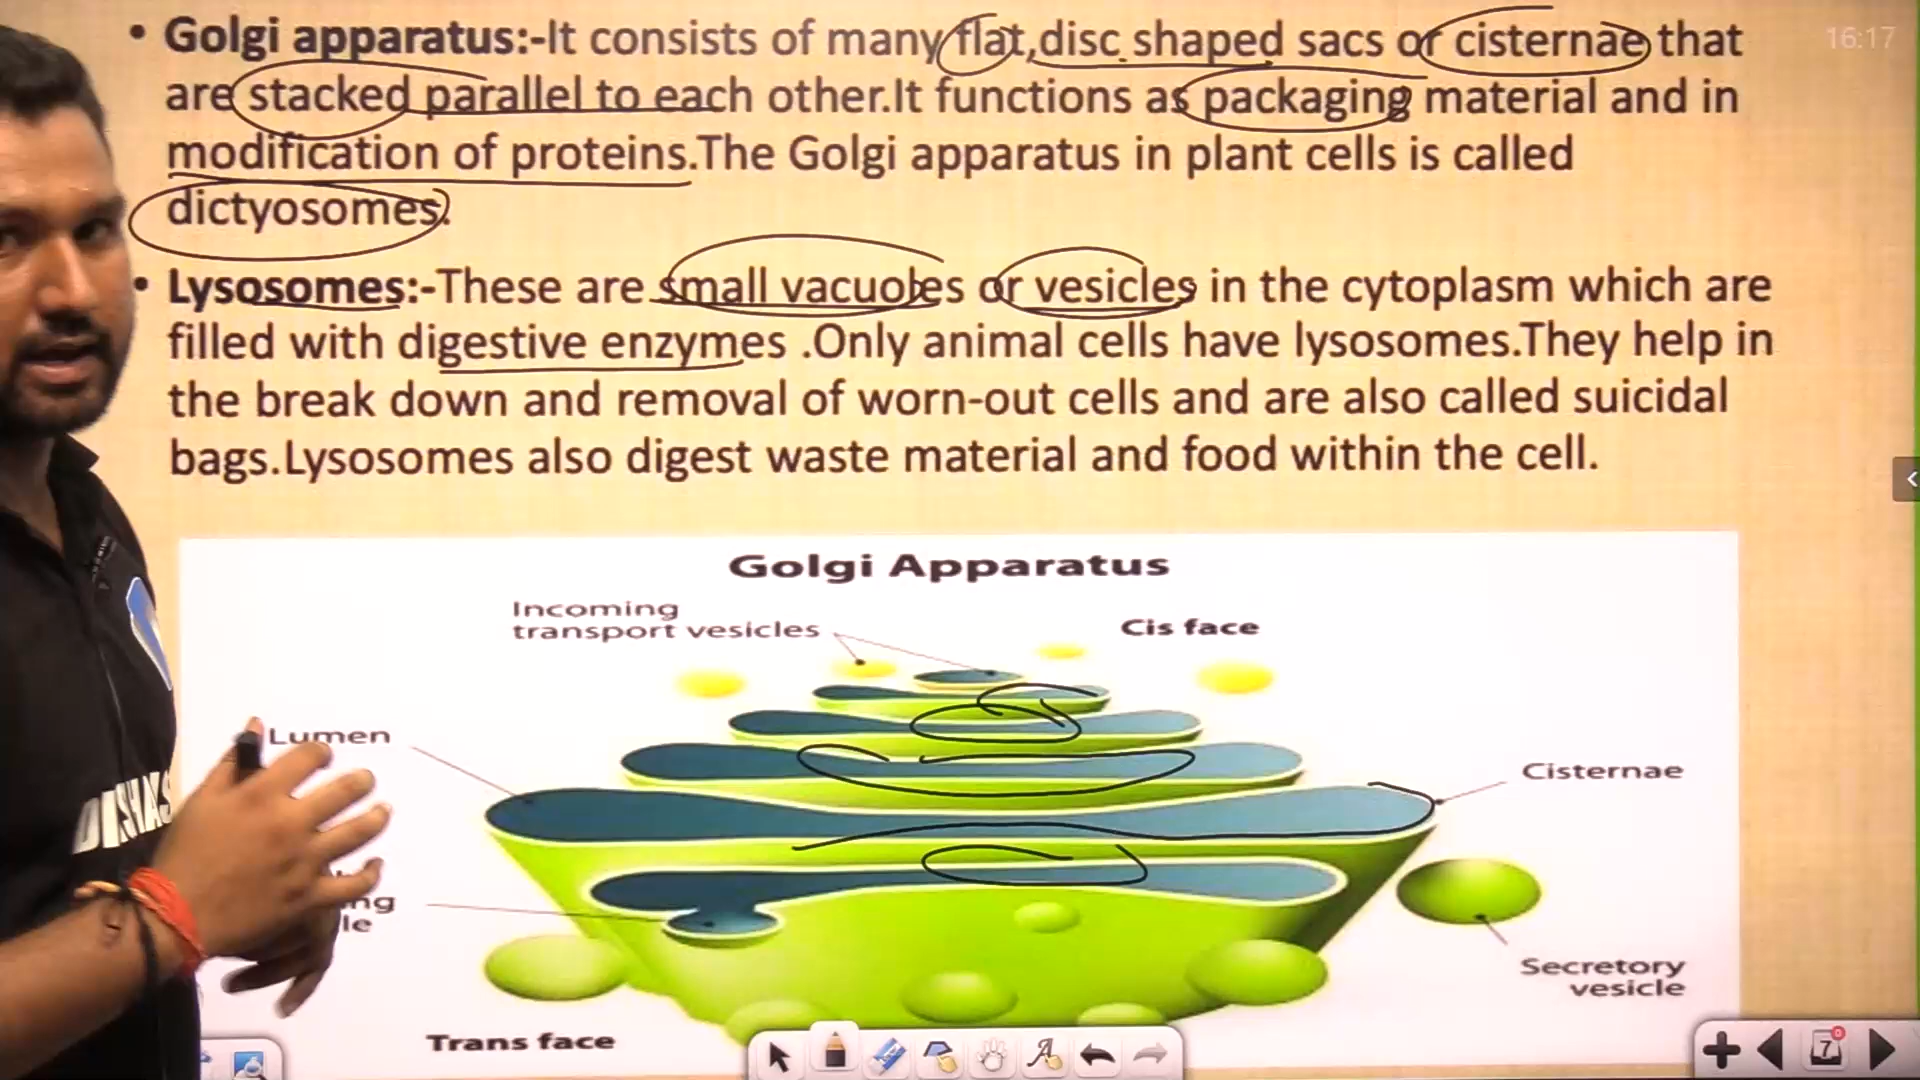 16:17
• Golgi apparatus:-It consists of many flat,disc shaped sacs or cisternae that
are stacked parallel to each other.It functions as packaging material and in
modification of proteins.The Golgi apparatus in plant cells is called
dictyosomes.
• Lysosomes:-These are small vacuoles or vesicles in the cytoplasm which are
filled with digestive enzymes .Only animal cells have lysosomes.They help in
the break down and removal of worn-out cells and are also called suicidal
bags.Lysosomes also digest waste material and food within the cell.
Golgi Apparatus
Incoming
transport vesicles
Cis face
Lumen
Cisternae
ng
le
Secretory
vesicle
Trans face
7
0